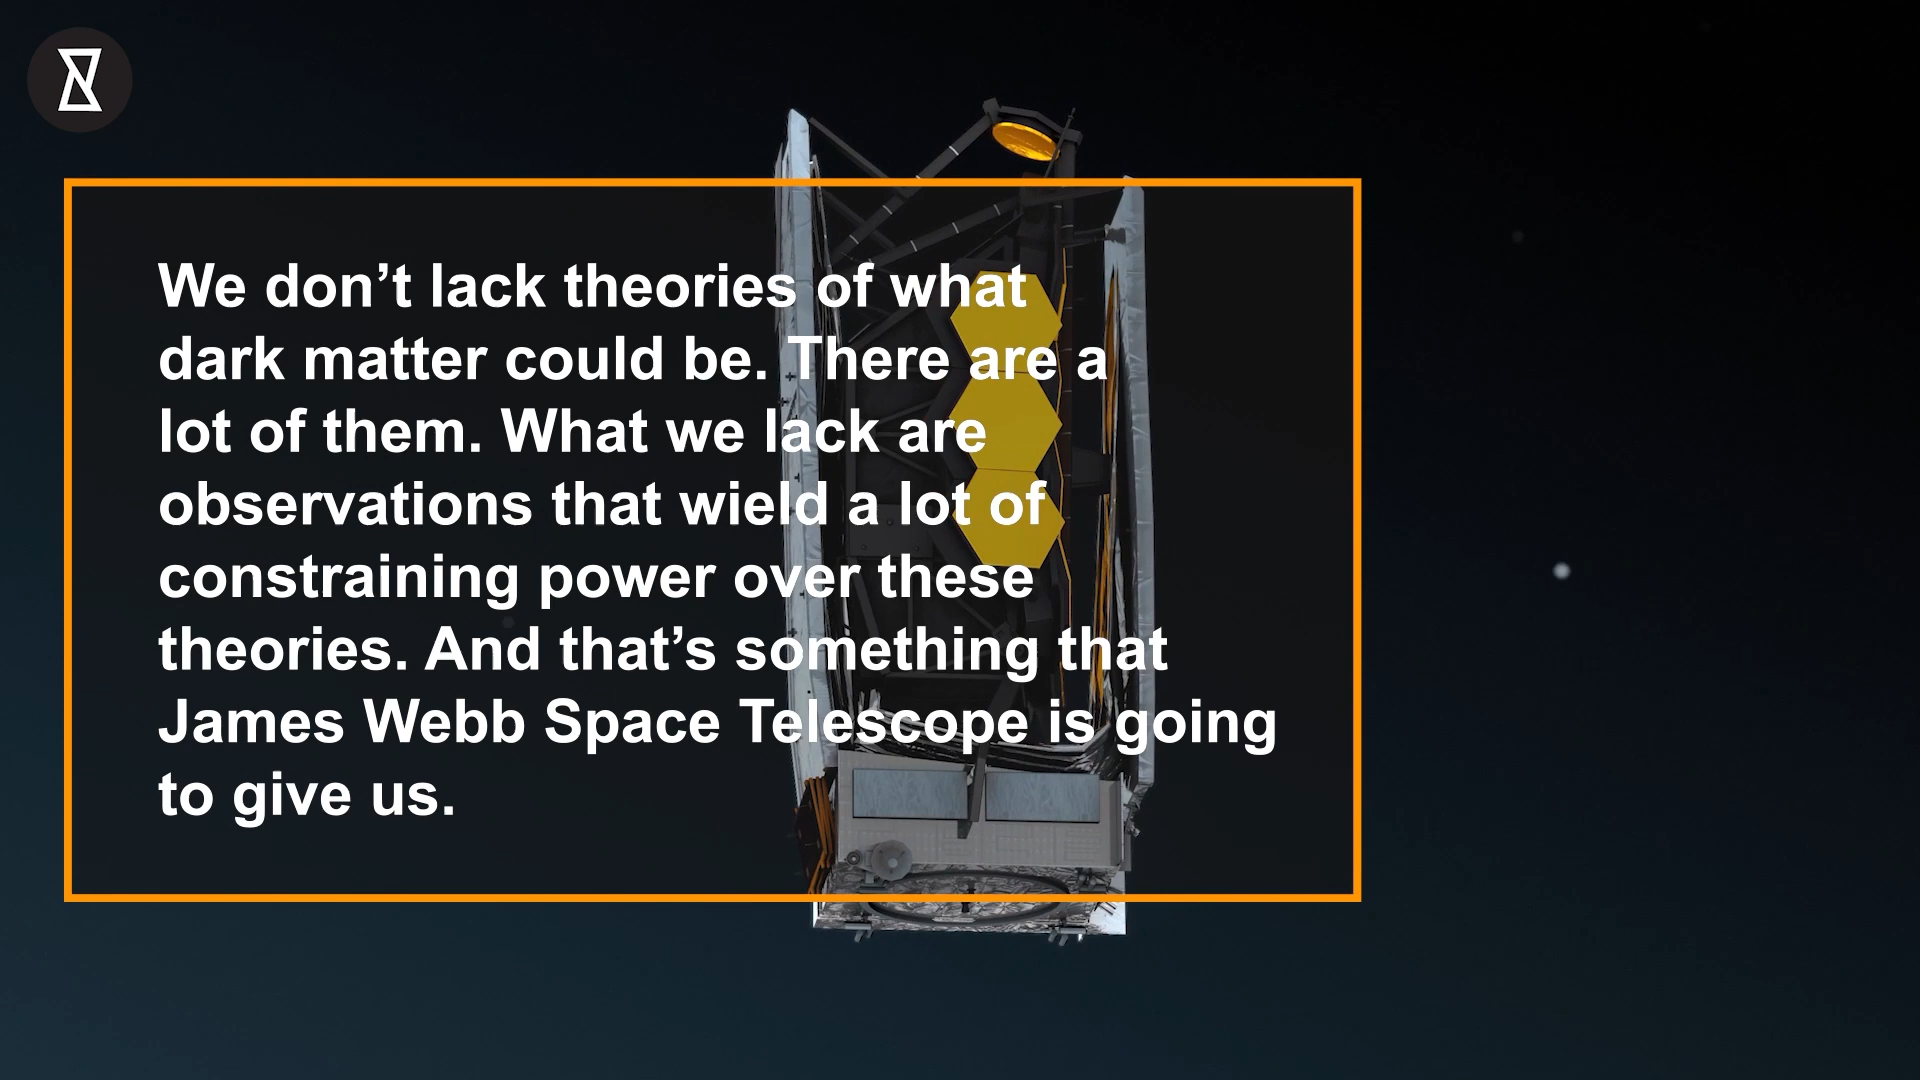 We don’t lack theories of what
dark matter could be. There are a
lot of them. What we lack are
observations that wield a lot of
constraining power over these
theories. And that’s something that
James Webb Space Telescope is going
to give us.